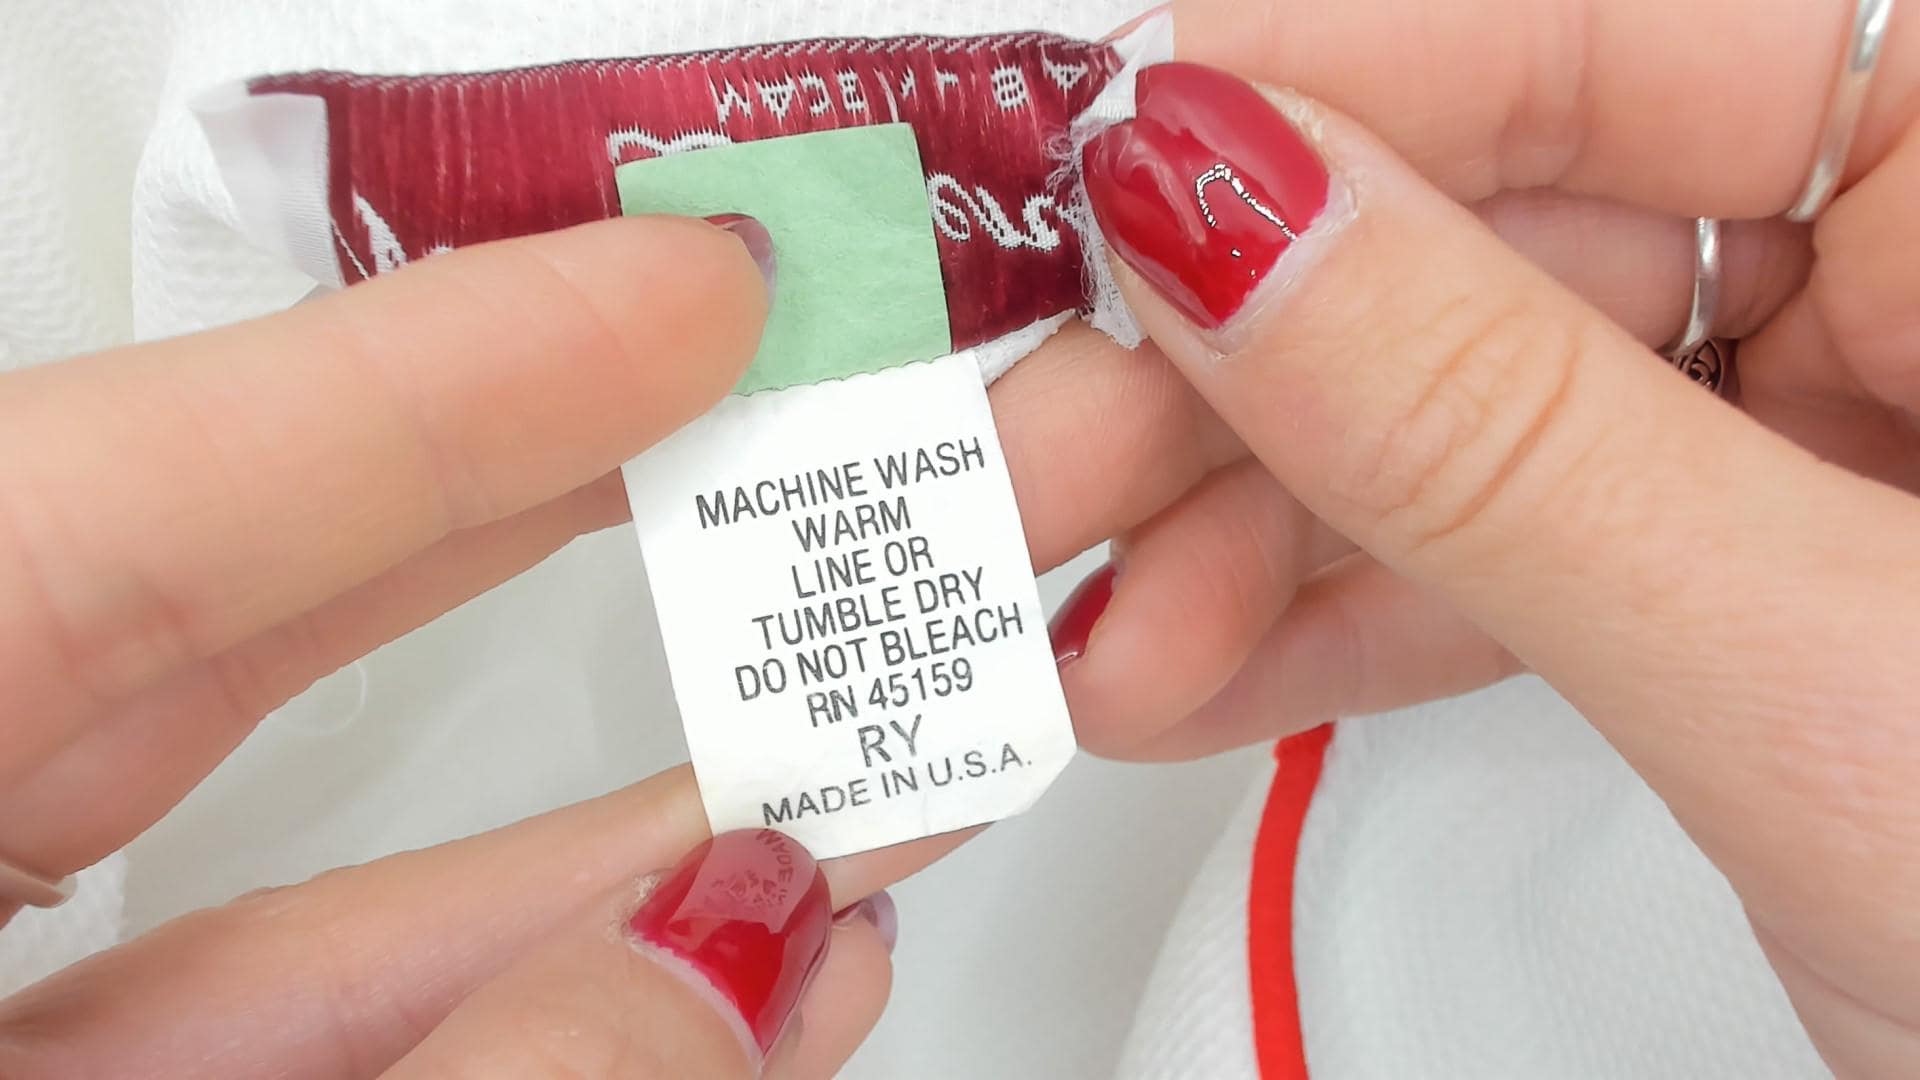 MACHINE WASH
WARM
LINE OR
TUMBLE DRY
DO NOT BLEACH
RN 45159
RY
MADE IN U.S.A.